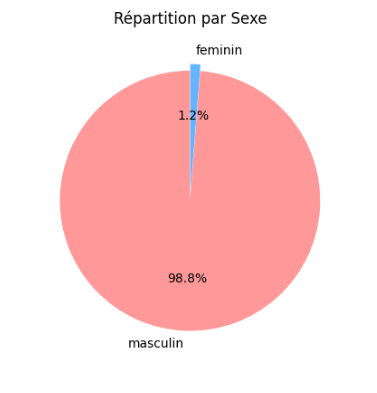 Répartition par Sexe
feminin
1.2%
98.8%
masculin